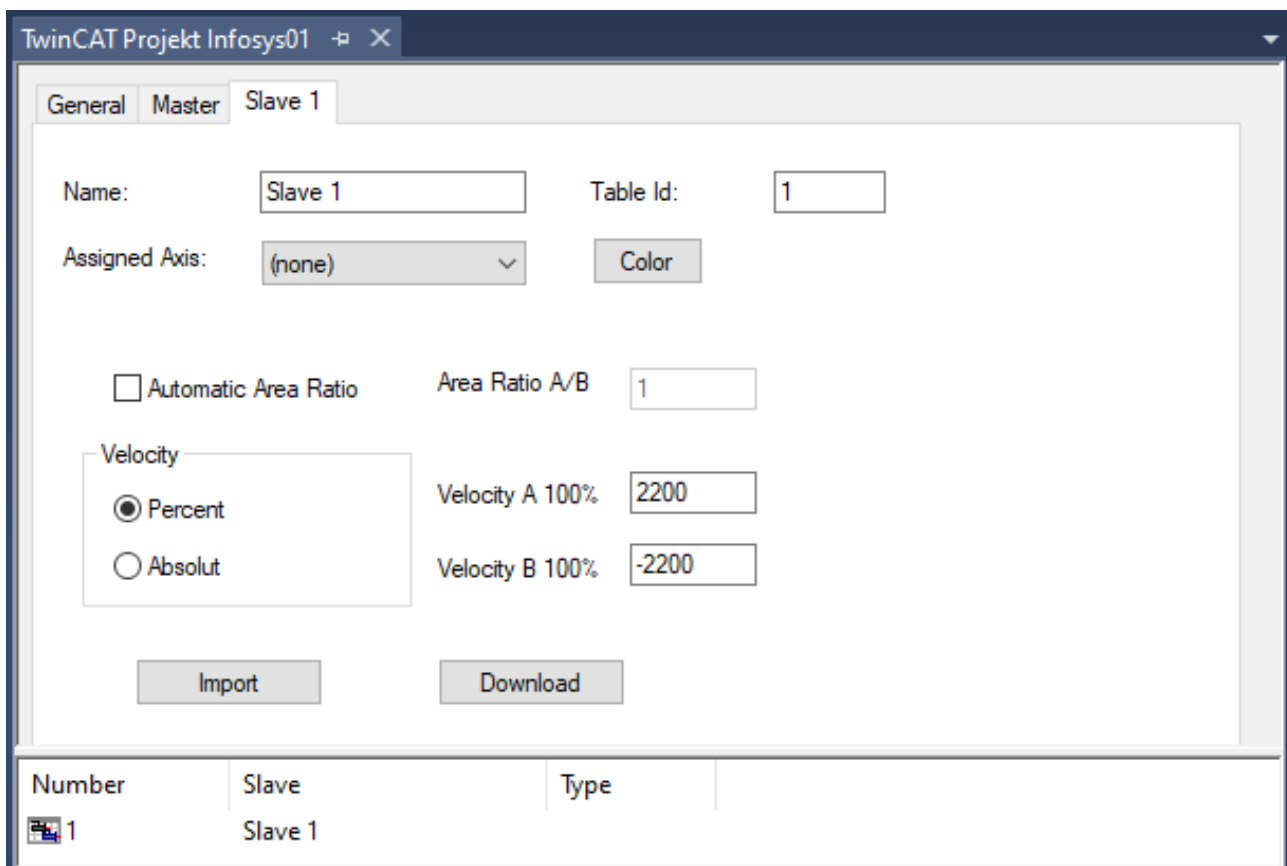 TwinCAT Projekt Infosys01
General Master Slave 1
Name: Slave 1 Table Id: 1
Assigned Axis: (none) Color
Automatic Area Ratio Area Ratio A/B 1
Velocity
Percent Velocity A 100% 2200
Absolut Velocity B 100% -2200
Import Download
Number Slave Type
1 Slave 1